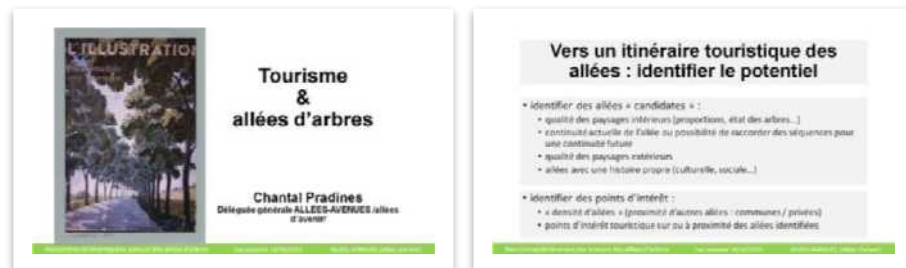 L'ILLUSTRATION
Tourisme
&
allées d'arbres
Chantal Pradines
Déléguée générale ALLEES-AVENUES /allées
d'avenir/
Vers un itinéraire touristique des
allées : identifier le potentiel
• identifier des allées « candidates » :
• qualité des paysages intérieurs (proportions, état des arbres...)
• continuité actuelle de l'allée ou possibilité de raccorder des séquences pour
une continuité future
• qualité des paysages extérieurs
• allées avec une histoire propre (culturelle, sociale...)
• identifier des points d'intérêt :
• « densité d'allées » (proximité d'autres allées : communes / privées)
• points d'intérêt touristique sur ou à proximité des allées identifiées